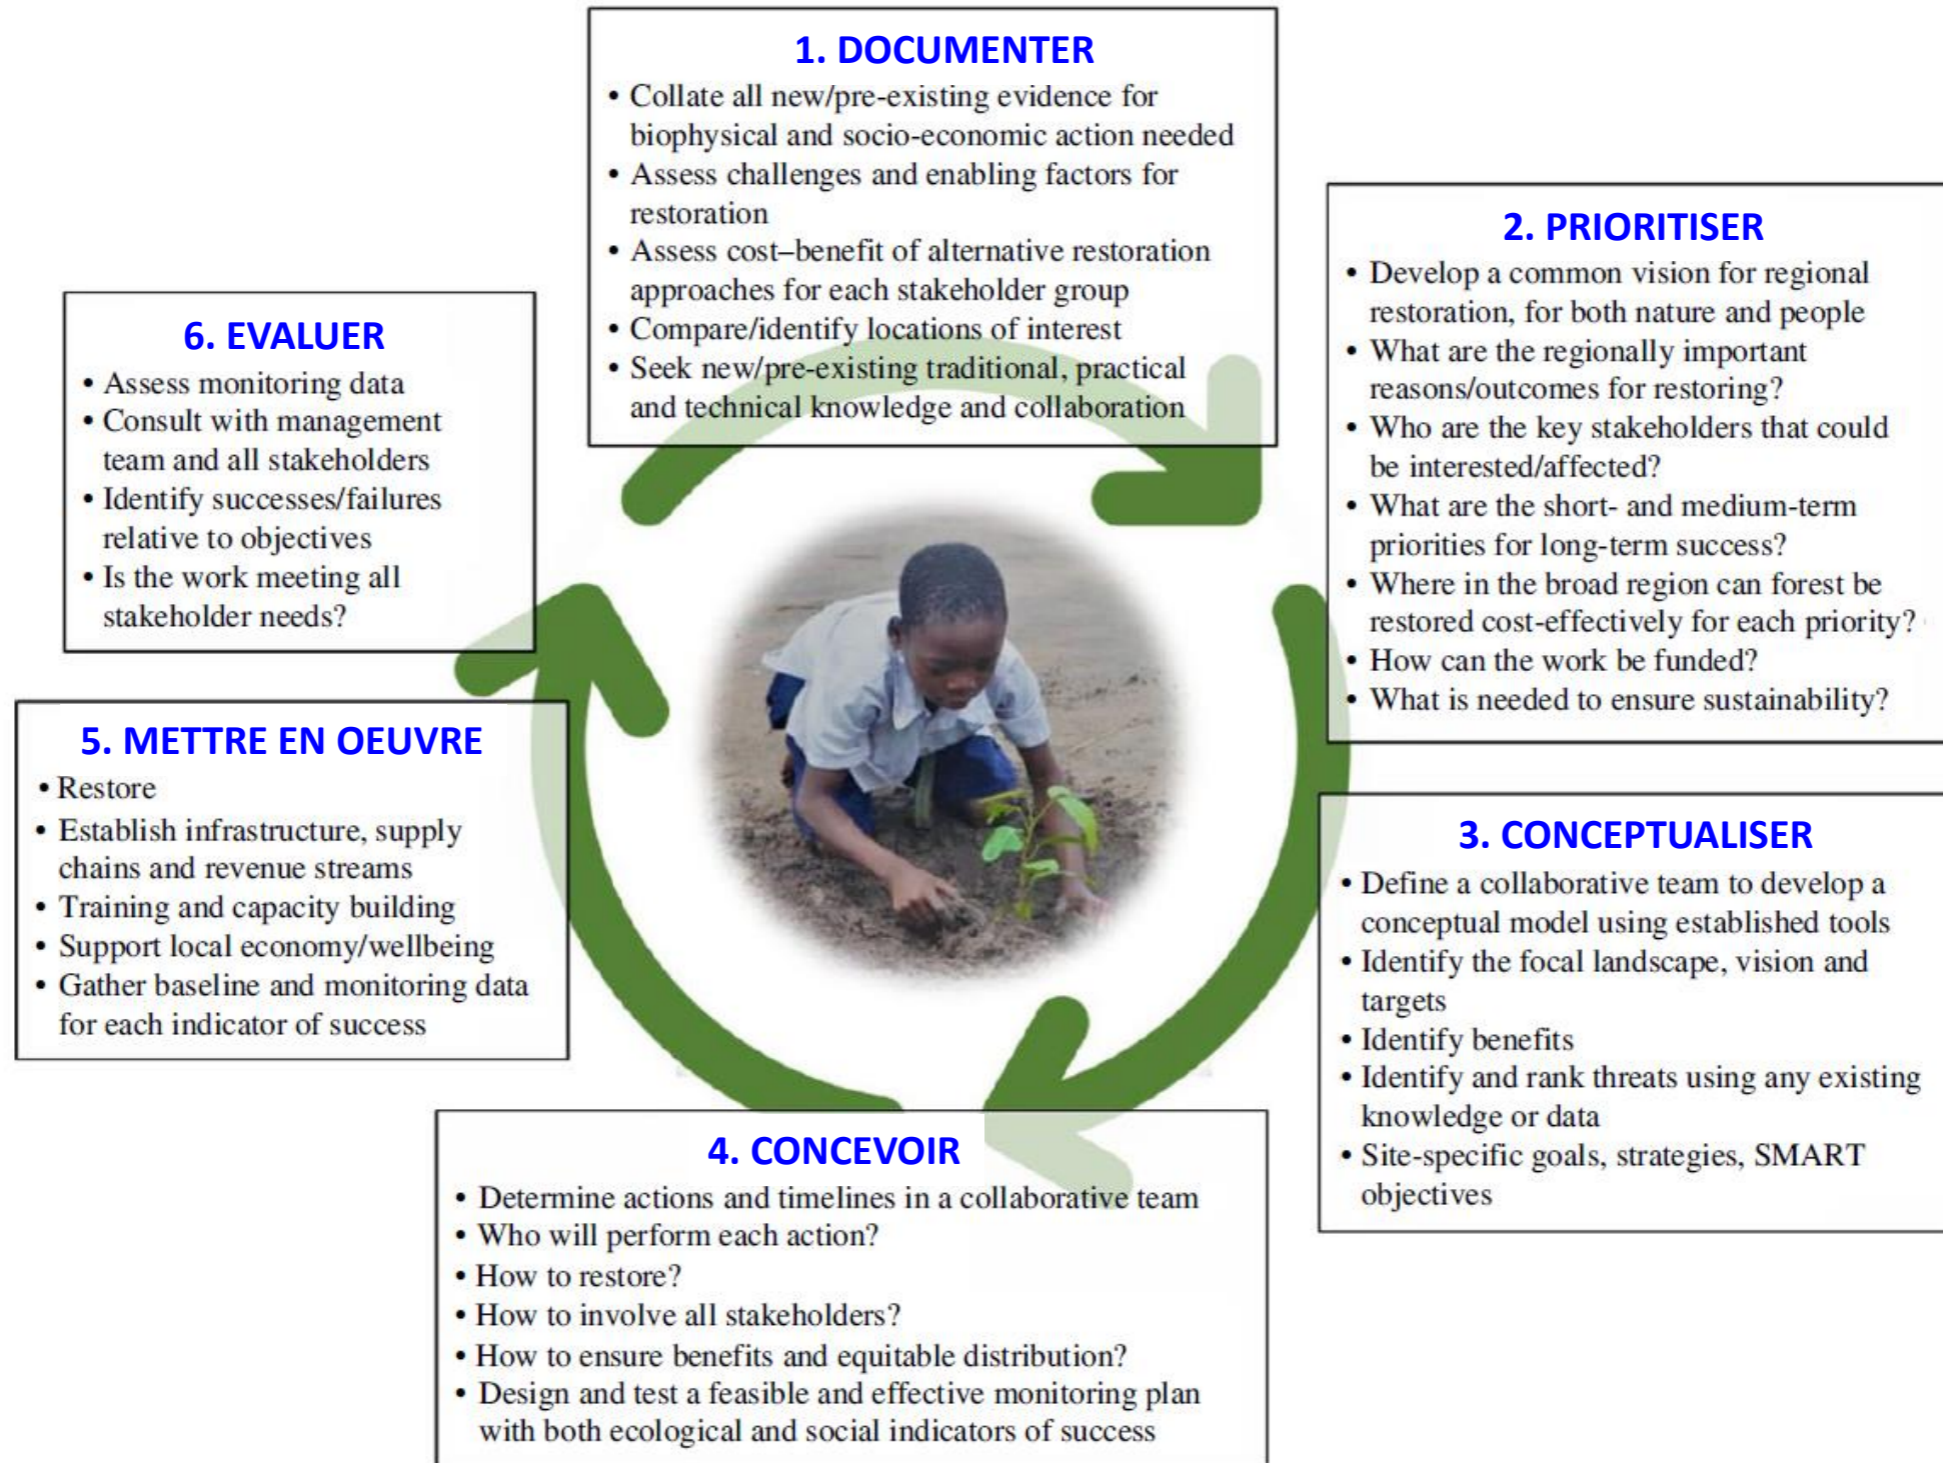 1. DOCUMENTER
• Collate all new/pre-existing evidence for
biophysical and socio-economic action needed
• Assess challenges and enabling factors for
restoration
• Assess cost–benefit of alternative restoration
approaches for each stakeholder group
• Compare/identify locations of interest
• Seek new/pre-existing traditional, practical
and technical knowledge and collaboration
2. PRIORITISER
• Develop a common vision for regional
restoration, for both nature and people
• What are the regionally important
reasons/outcomes for restoring?
• Who are the key stakeholders that could
be interested/affected?
• What are the short- and medium-term
priorities for long-term success?
• Where in the broad region can forest be
restored cost-effectively for each priority?
• How can the work be funded?
• What is needed to ensure sustainability?
3. CONCEPTUALISER
• Define a collaborative team to develop a
conceptual model using established tools
• Identify the focal landscape, vision and
targets
• Identify benefits
• Identify and rank threats using any existing
knowledge or data
• Site-specific goals, strategies, SMART
objectives
4. CONCEVOIR
• Determine actions and timelines in a collaborative team
• Who will perform each action?
• How to restore?
• How to involve all stakeholders?
• How to ensure benefits and equitable distribution?
• Design and test a feasible and effective monitoring plan
with both ecological and social indicators of success
5. METTRE EN OEUVRE
• Restore
• Establish infrastructure, supply
chains and revenue streams
• Training and capacity building
• Support local economy/wellbeing
• Gather baseline and monitoring data
for each indicator of success
6. EVALUER
• Assess monitoring data
• Consult with management
team and all stakeholders
• Identify successes/failures
relative to objectives
• Is the work meeting all
stakeholder needs?